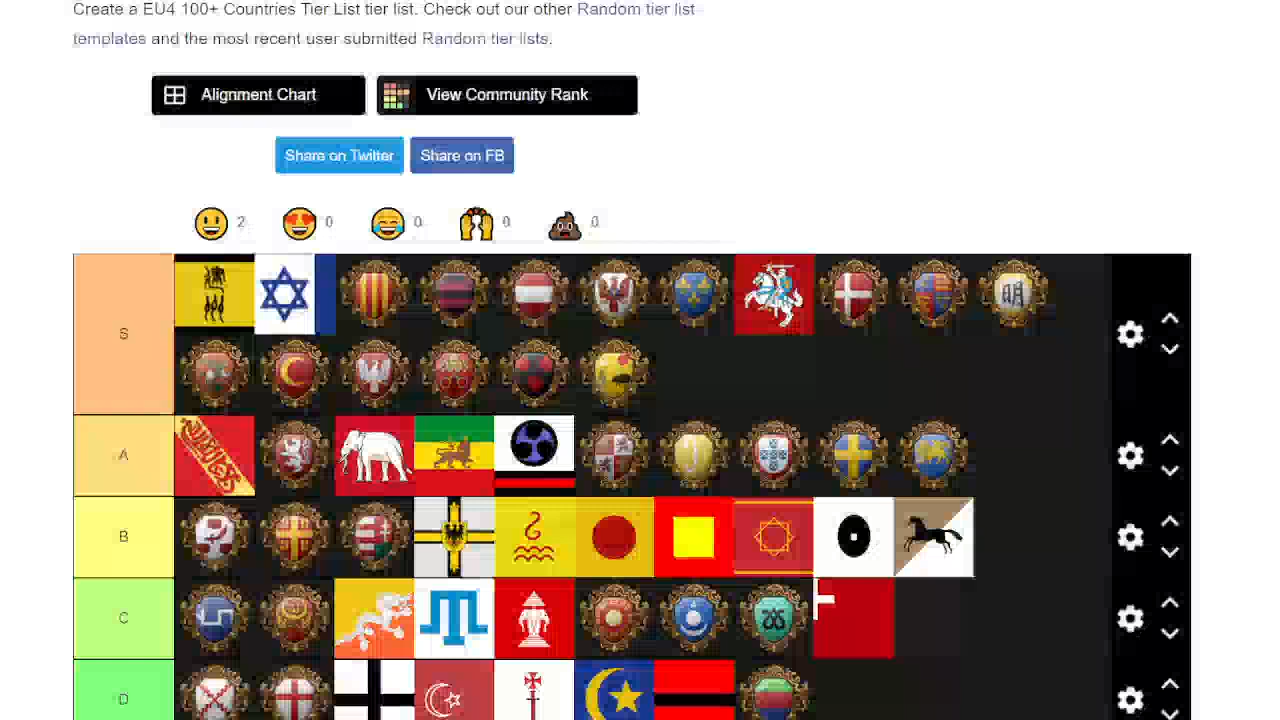 Create a EU4 100+ Countries Tier List tier list. Check out our other Random tier list
templates and the most recent user submitted Random tier lists.
Alignment Chart
View Community Rank
Share on Twitter
Share on FB
2
0
0
0
0
S
A
B
C
D